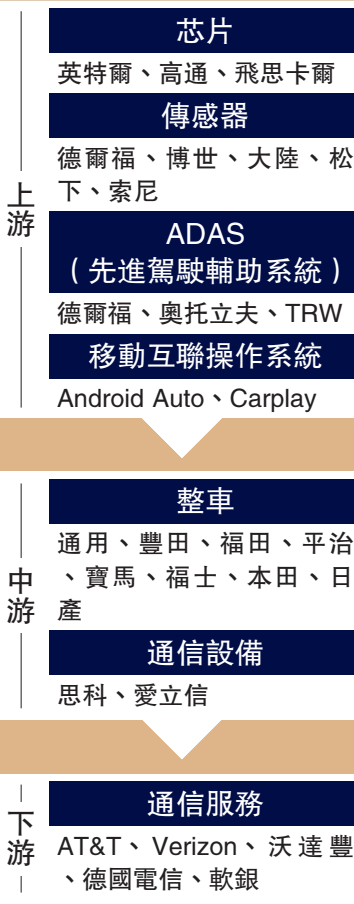 上游
芯片
英特爾、高通、飛思卡爾
傳感器
德爾福、博世、大陸、松
下、索尼
ADAS
（先進駕駛輔助系統）
德爾福、奧托立夫、TRW
移動互聯操作系統
Android Auto、Carplay
中游
整車
通用、豐田、福田、平治
、寶馬、福士、本田、日
產
通信設備
思科、愛立信
下游
通信服務
AT&T、Verizon、沃達豐
、德國電信、軟銀